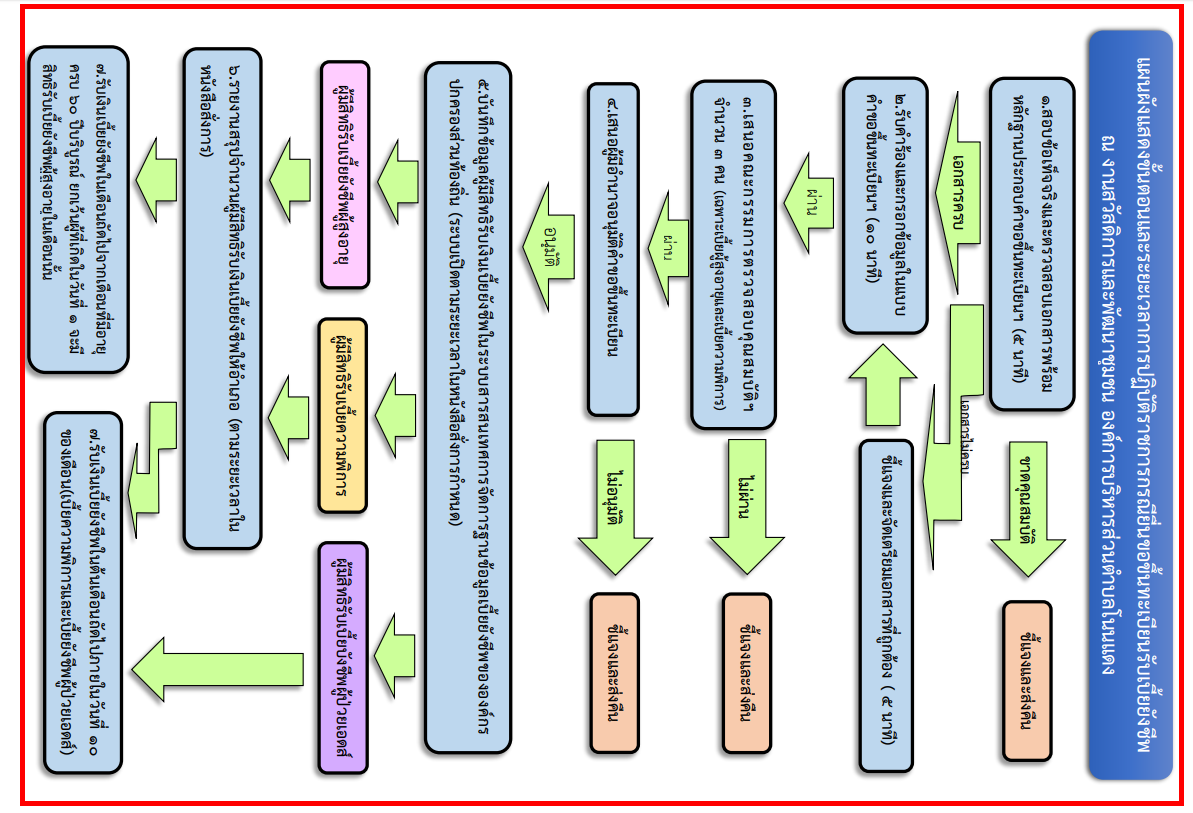 แผนผังแสดงขั้นตอนและระยะเวลาการปฏิบัติราชการกรณียื่นขอขึ้นทะเบียนรับเบี้ยยังชีพ
ณ งานสวัสดิการและพัฒนาชุมชน องค์การบริหารส่วนตำบลโนนแดง
๑.สอบข้อเท็จจริงและตรวจสอบเอกสารพร้อม
หลักฐานประกอบคำขอขึ้นทะเบียนฯ (๕ นาที)
ขาดคุณสมบัติ
ชี้แจงและส่งคืน
เอกสารครบ
เอกสารไม่ครบ
๒.รับคำร้องและกรอกข้อมูลในแบบ
คำขอขึ้นทะเบียนฯ (๑๐ นาที)
ชี้แจงและจัดเตรียมเอกสารที่ถูกต้อง ( ๕ นาที)
ผ่าน
๓.เสนอคณะกรรมการตรวจสอบคุณสมบัติฯ
จำนวน ๓ คน (เฉพาะเบี้ยผู้สูงอายุและเบี้ยความพิการ)
ไม่ผ่าน
ชี้แจงและส่งคืน
ผ่าน
๔.เสนอผู้มีอำนาจอนุมัติคำขอขึ้นทะเบียน
ไม่อนุมัติ
ชี้แจงและส่งคืน
อนุมัติ
๕.บันทึกข้อมูลผู้มีสิทธิรับเงินเบี้ยยังชีพในระบบสารสนเทศการจัดการฐานข้อมูลเบี้ยยังชีพขององค์กร
ปกครองส่วนท้องถิ่น (ระบบเปิดตามระยะเวลาในหนังสือสั่งการกำหนด)
ผู้มีสิทธิรับเบี้ยยังชีพผู้สูงอายุ
ผู้มีสิทธิรับเบี้ยความพิการ
ผู้มีสิทธิรับเบี้ยบังชีพผู้ป่วยเอดส์
๖.รายงานสรุปจำนวนผู้มีสิทธิรับเงินเบี้ยยังชีพให้อำเภอ (ตามระยะเวลาใน
หนังสือสั่งการ)
๗.รับเงินเบี้ยยังชีพในเดือนถัดไปจากเดือนที่มีอายุ
ครบ ๖๐ ปีบริบูรณ์ ยกเว้นผู้ที่เกิดในวันที่ ๑ จะมี
สิทธิรับเบี้ยยังชีพผู้สูงอายุในเดือนนั้น
๗.รับเงินเบี้ยยังชีพในต้นเดือนถัดไปภายในวันที่ ๑๐
ของเดือน(เบี้ยความพิการและเบี้ยยังชีพผู้ป่วยเอดส์)